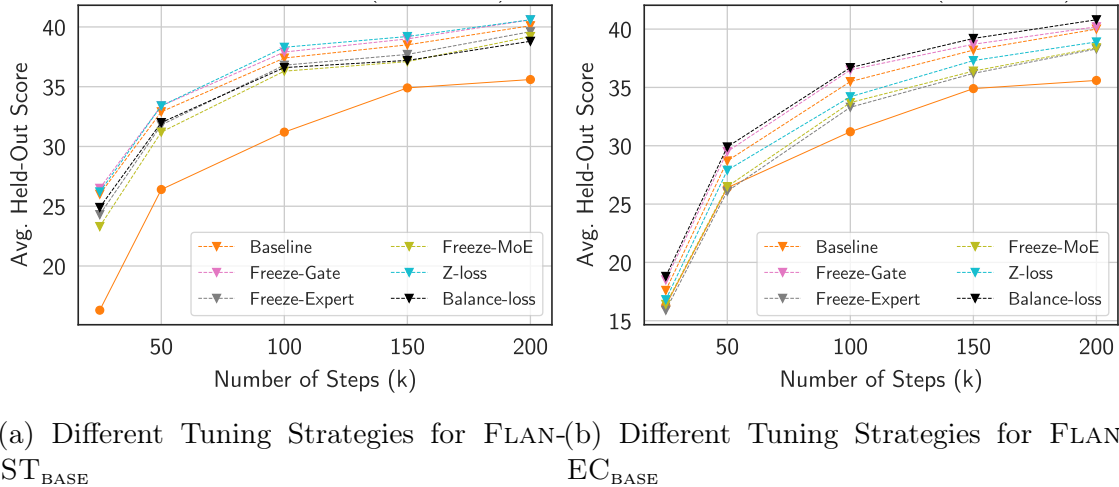 Avg. Held-Out Score
40
35
30
25
20
50
100
150
200
Number of Steps (k)
Baseline
Freeze-Gate
Freeze-Expert
Freeze-MoE
Z-loss
Balance-loss
(a) Different Tuning Strategies for FLAN-
ST_BASE
Avg. Held-Out Score
40
35
30
25
20
15
50
100
150
200
Number of Steps (k)
Baseline
Freeze-Gate
Freeze-Expert
Freeze-MoE
Z-loss
Balance-loss
(b) Different Tuning Strategies for FLAN
EC_BASE